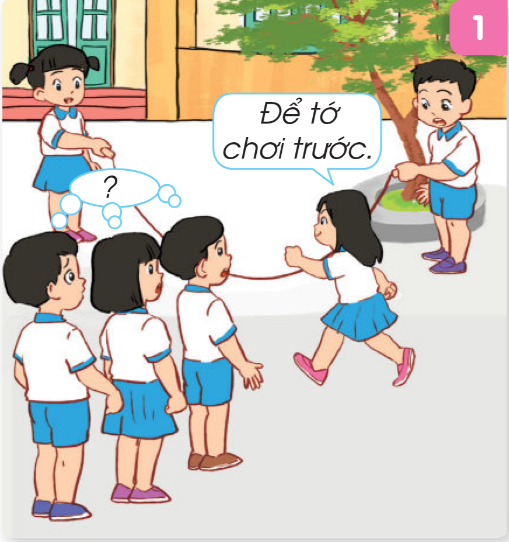 1
Để tớ
chơi trước.
?